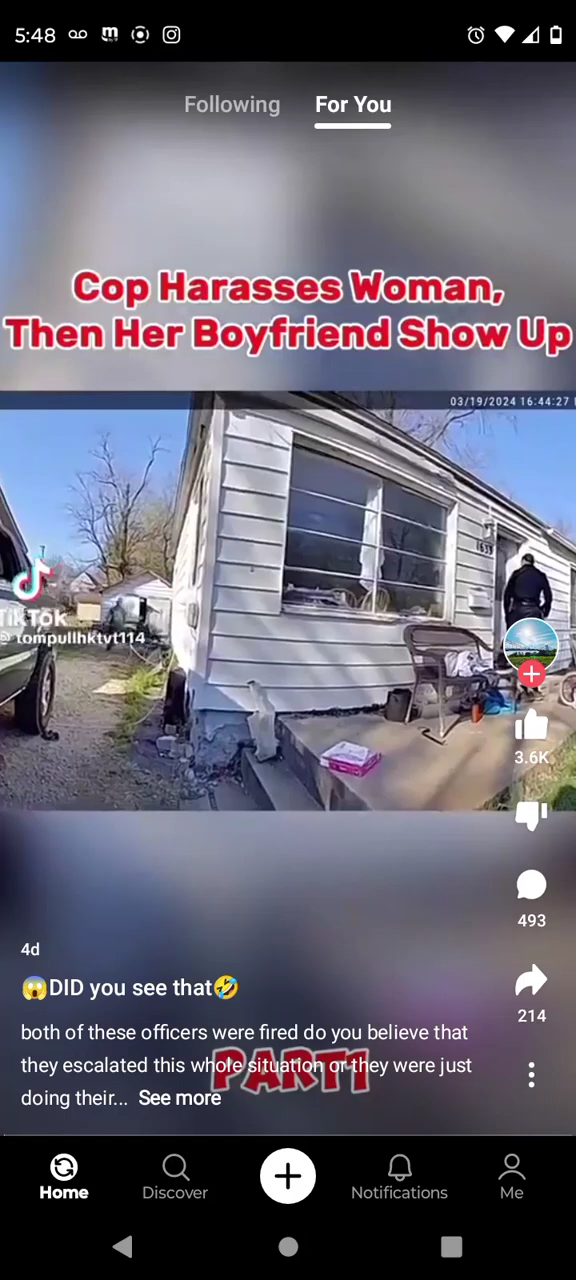 5:48
Following For You
Cop Harasses Woman,
Then Her Boyfriend Show Up
03/19/2024 16:44:27
TikTok
@tompullhktvt114
3.6K
493
214
4d
😱DID you see that🤣
both of these officers were fired do you believe that
they escalated this whole situation or they were just
doing their... See more
PART1
Home Discover Notifications Me